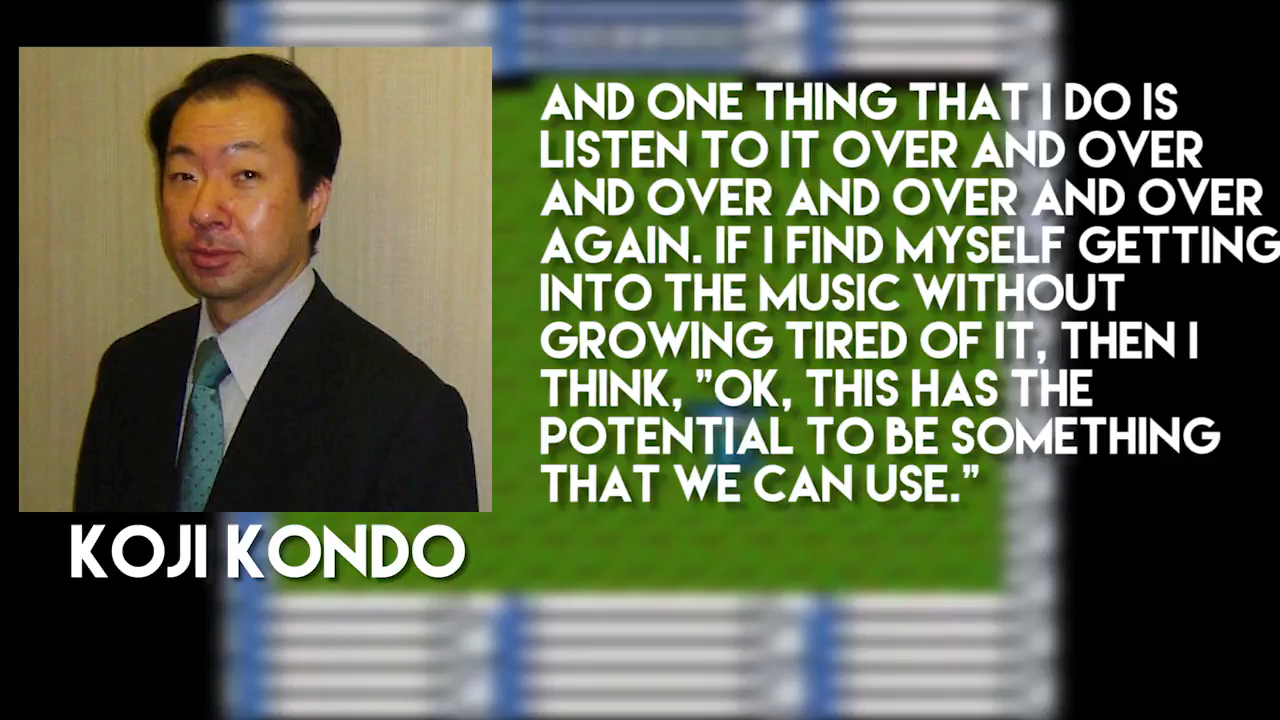 AND ONE THING THAT I DO IS
LISTEN TO IT OVER AND OVER
AND OVER AND OVER AND OVER
AGAIN. IF I FIND MYSELF GETTING
INTO THE MUSIC WITHOUT
GROWING TIRED OF IT, THEN I
THINK, "OK, THIS HAS THE
POTENTIAL TO BE SOMETHING
THAT WE CAN USE."
KOJI KONDO